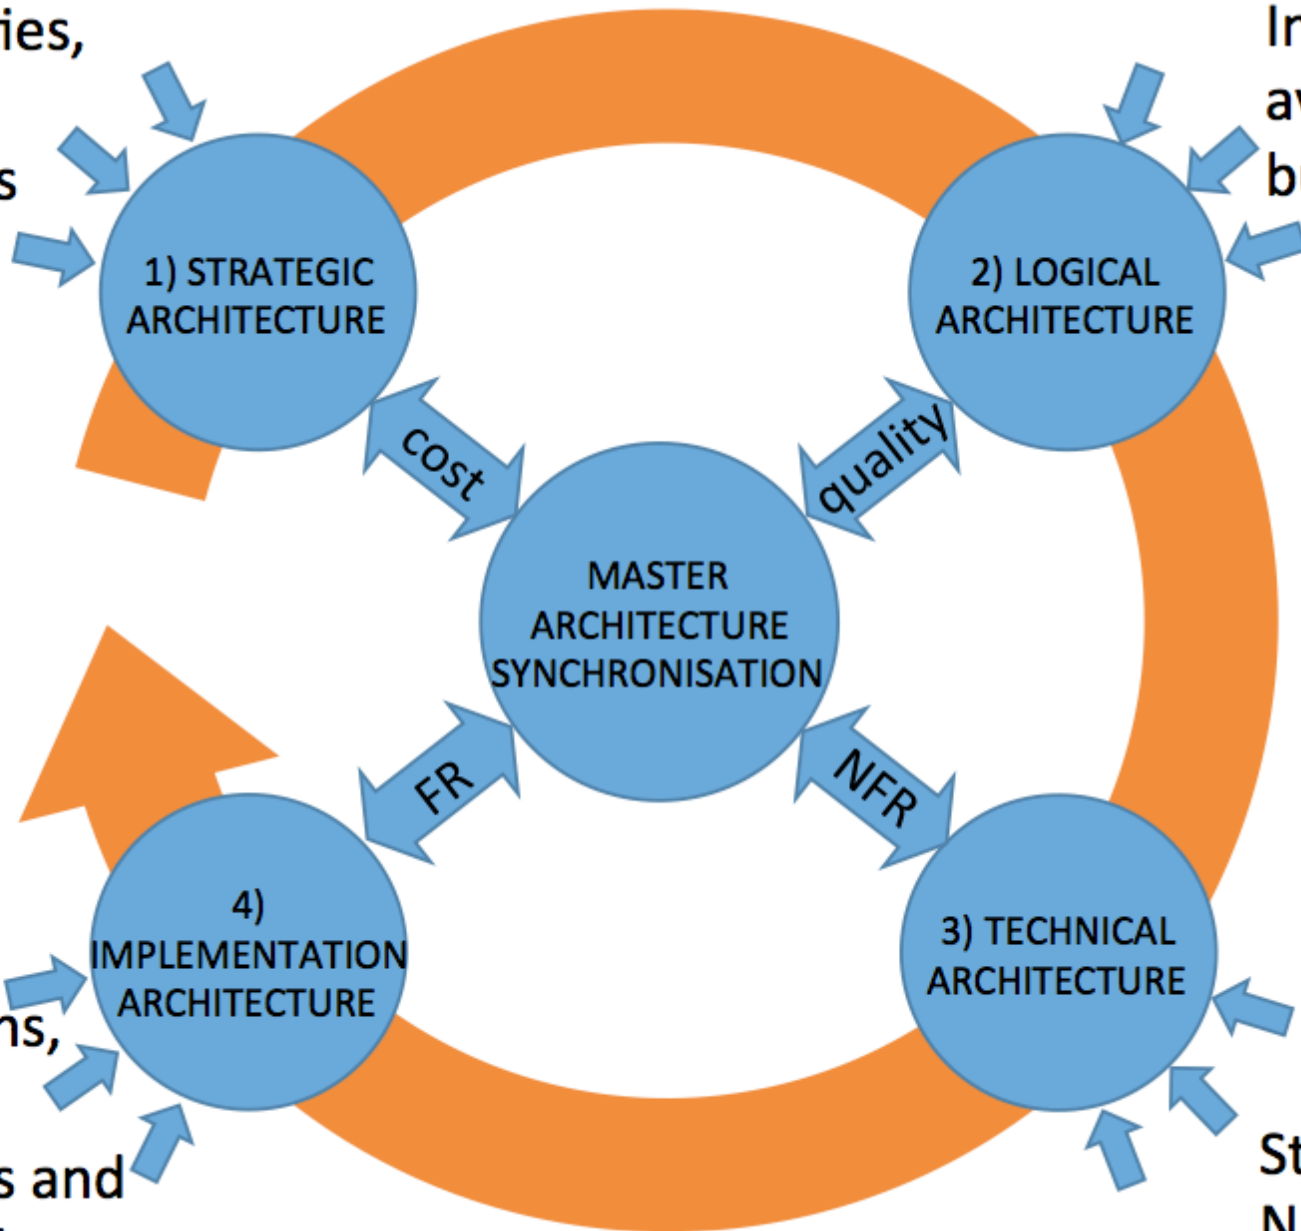 ies,
s
1) STRATEGIC
ARCHITECTURE
2) LOGICAL
ARCHITECTURE
cost
quality
MASTER
ARCHITECTURE
SYNCHRONISATION
FR
NFR
4)
IMPLEMENTATION
ARCHITECTURE
3) TECHNICAL
ARCHITECTURE
ns,
s and
St